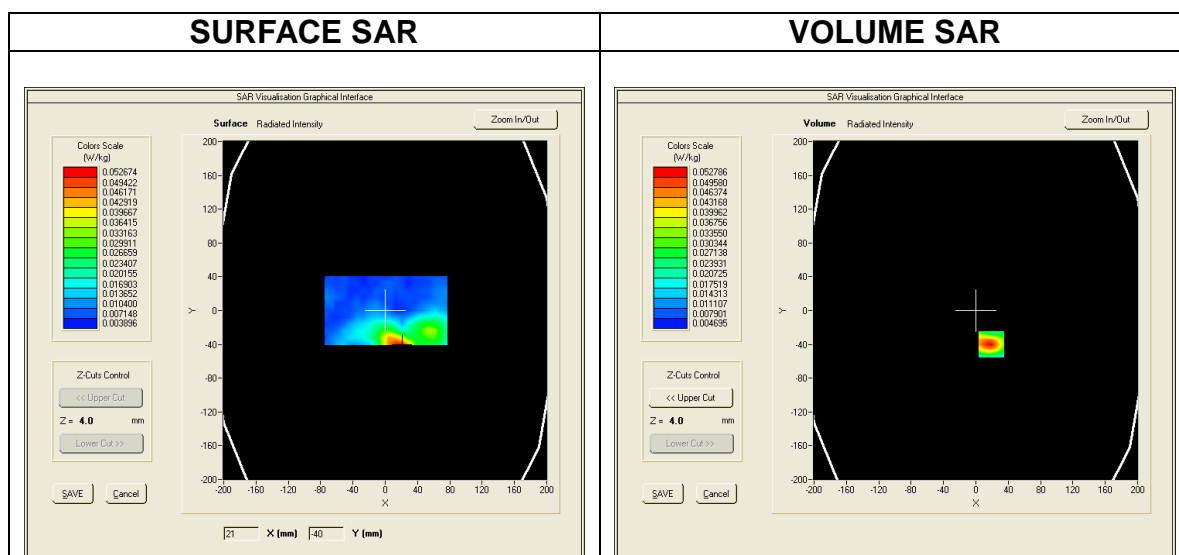 SURFACE SAR
VOLUME SAR
SAR Visualisation Graphical Interface
Surface Radiated Intensity
Zoom In/Out
Colors Scale
(W/kg)
0.052674
0.049422
0.046171
0.042919
0.039667
0.036415
0.033163
0.029911
0.026659
0.023407
0.020155
0.016903
0.013652
0.010400
0.007148
0.003896
200
160
120
80
40
0
-40
-80
-120
-160
-200
Y
-200 -160 -120 -80 -40 0 40 80 120 160 200
X
Z-Cuts Control
<< Upper Cut
Z = 4.0 mm
Lower Cut >>
SAVE Cancel
21 X (mm) -40 Y (mm)
SAR Visualisation Graphical Interface
Volume Radiated Intensity
Zoom In/Out
Colors Scale
(W/kg)
0.052786
0.049580
0.046374
0.043168
0.039962
0.036756
0.033550
0.030344
0.027138
0.023931
0.020725
0.017519
0.014313
0.011107
0.007901
0.004695
200
160
120
80
40
0
-40
-80
-120
-160
-200
Y
-200 -160 -120 -80 -40 0 40 80 120 160 200
X
Z-Cuts Control
<< Upper Cut
Z = 4.0 mm
Lower Cut >>
SAVE Cancel